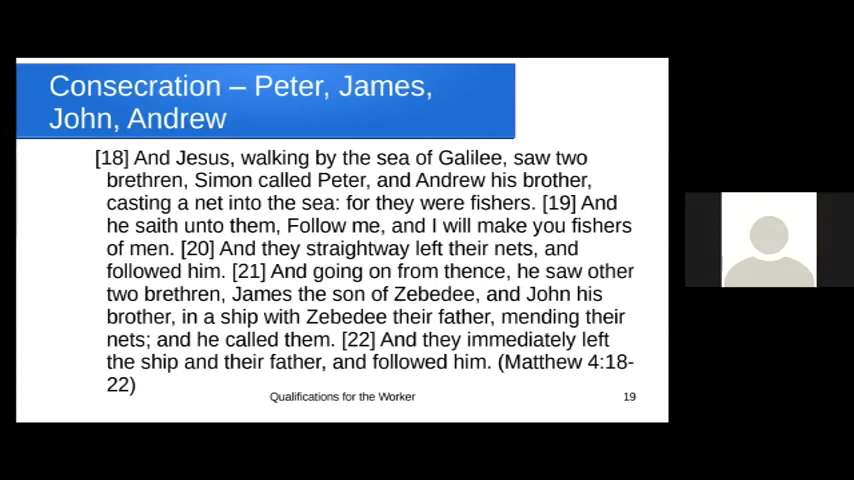 Consecration – Peter, James,
John, Andrew
[18] And Jesus, walking by the sea of Galilee, saw two
brethren, Simon called Peter, and Andrew his brother,
casting a net into the sea: for they were fishers. [19] And
he saith unto them, Follow me, and I will make you fishers
of men. [20] And they straightway left their nets, and
followed him. [21] And going on from thence, he saw other
two brethren, James the son of Zebedee, and John his
brother, in a ship with Zebedee their father, mending their
nets; and he called them. [22] And they immediately left
the ship and their father, and followed him. (Matthew 4:18-
22)
Qualifications for the Worker
19